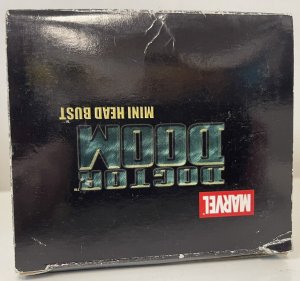 MARVEL
DOCTOR
DOOM
MINI HEAD BUST